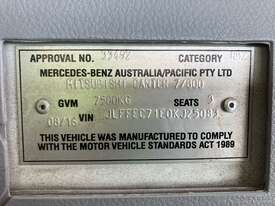 APPROVAL NO. 33492 CATEGORY
MERCEDES-BENZ AUSTRALIA/PACIFIC PTY LTD
MITSUBISHI CANTER 7/800
GVM 7500KG SEATS 3
08/16 VIN
THIS VEHICLE WAS MANUFACTURED TO COMPLY
WITH THE MOTOR VEHICLE STANDARDS ACT 1989